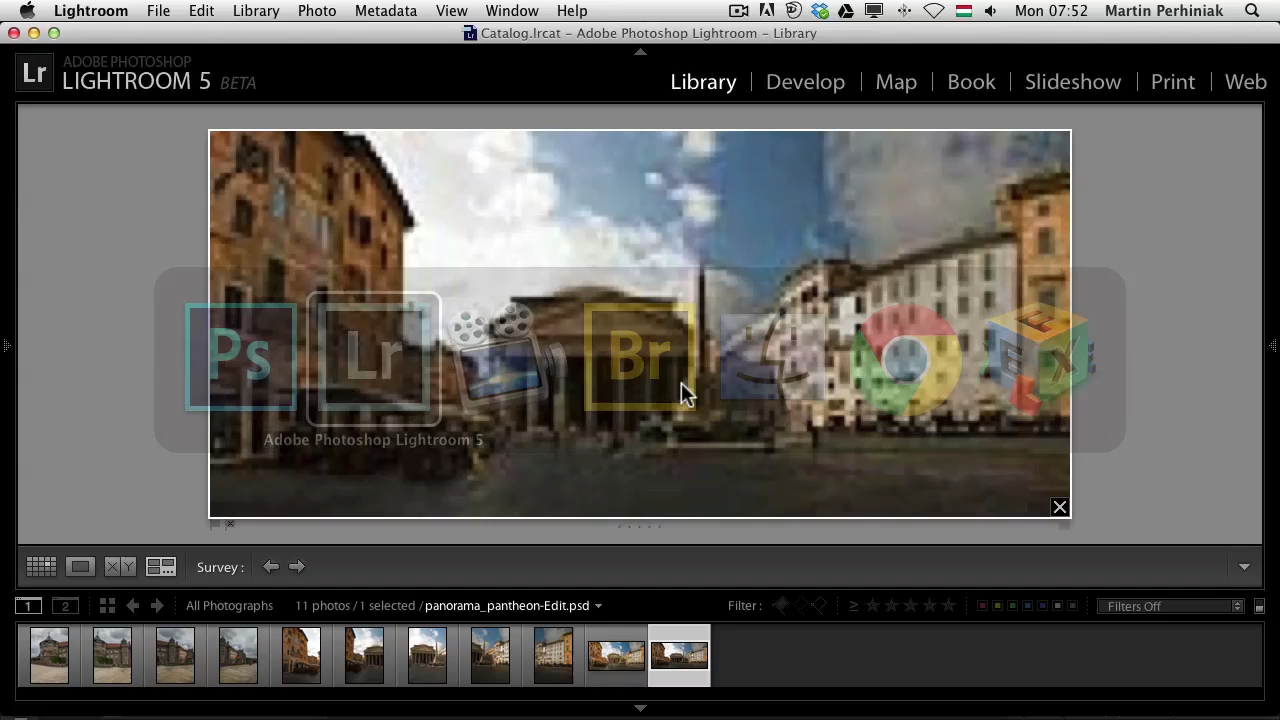 Lightroom File Edit Library Photo Metadata View Window Help Mon 07:52 Martin Perhiniak
Lr Catalog.lrcat – Adobe Photoshop Lightroom – Library
Lr ADOBE PHOTOSHOP
LIGHTROOM 5 BETA
Library | Develop | Map | Book | Slideshow | Print | Web
Ps Lr Br
Adobe Photoshop Lightroom 5
XY Survey :
1 2 All Photographs 11 photos / 1 selected / panorama_pantheon-Edit.psd Filter : Filters Off